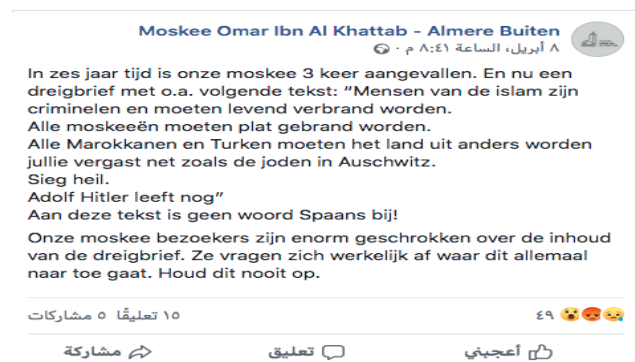 Moskee Omar Ibn Al Khattab - Almere Buiten
٨ أبريل، الساعة ٨:٤١ م ·
In zes jaar tijd is onze moskee 3 keer aangevallen. En nu een
dreigbrief met o.a. volgende tekst: “Mensen van de islam zijn
criminelen en moeten levend verbrand worden.
Alle moskeeën moeten plat gebrand worden.
Alle Marokkanen en Turken moeten het land uit anders worden
jullie vergast net zoals de joden in Auschwitz.
Sieg heil.
Adolf Hitler leeft nog”
Aan deze tekst is geen woord Spaans bij!
Onze moskee bezoekers zijn enorm geschrokken over de inhoud
van de dreigbrief. Ze vragen zich werkelijk af waar dit allemaal
naar toe gaat. Houd dit nooit op.
٤٩
١٥ تعليقًا ٥ مشاركات
أعجبني تعليق مشاركة